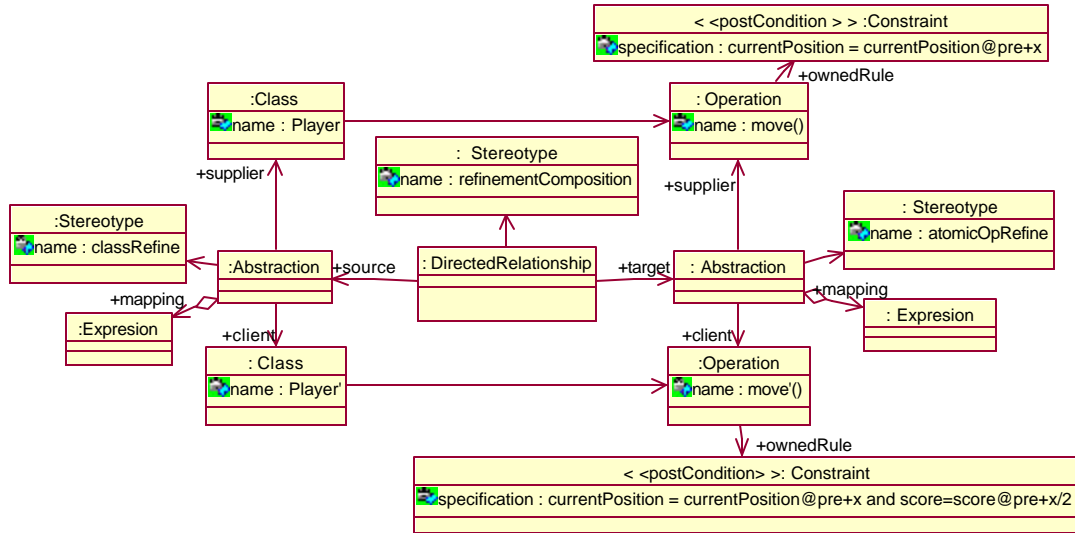 < <postCondition > > :Constraint
specification : currentPosition = currentPosition@pre+x
+ownedRule
:Class
name : Player
: Operation
name : move()
: Stereotype
name : refinementComposition
+supplier
+supplier
:Stereotype
name : classRefine
: Stereotype
name : atomicOpRefine
:Abstraction
+source
: DirectedRelationship
+target
: Abstraction
+mapping
+mapping
:Expresion
: Expresion
+client
+client
: Class
name : Player'
:Operation
name : move'()
+ownedRule
< <postCondition> >: Constraint
specification : currentPosition = currentPosition@pre+x and score=score@pre+x/2